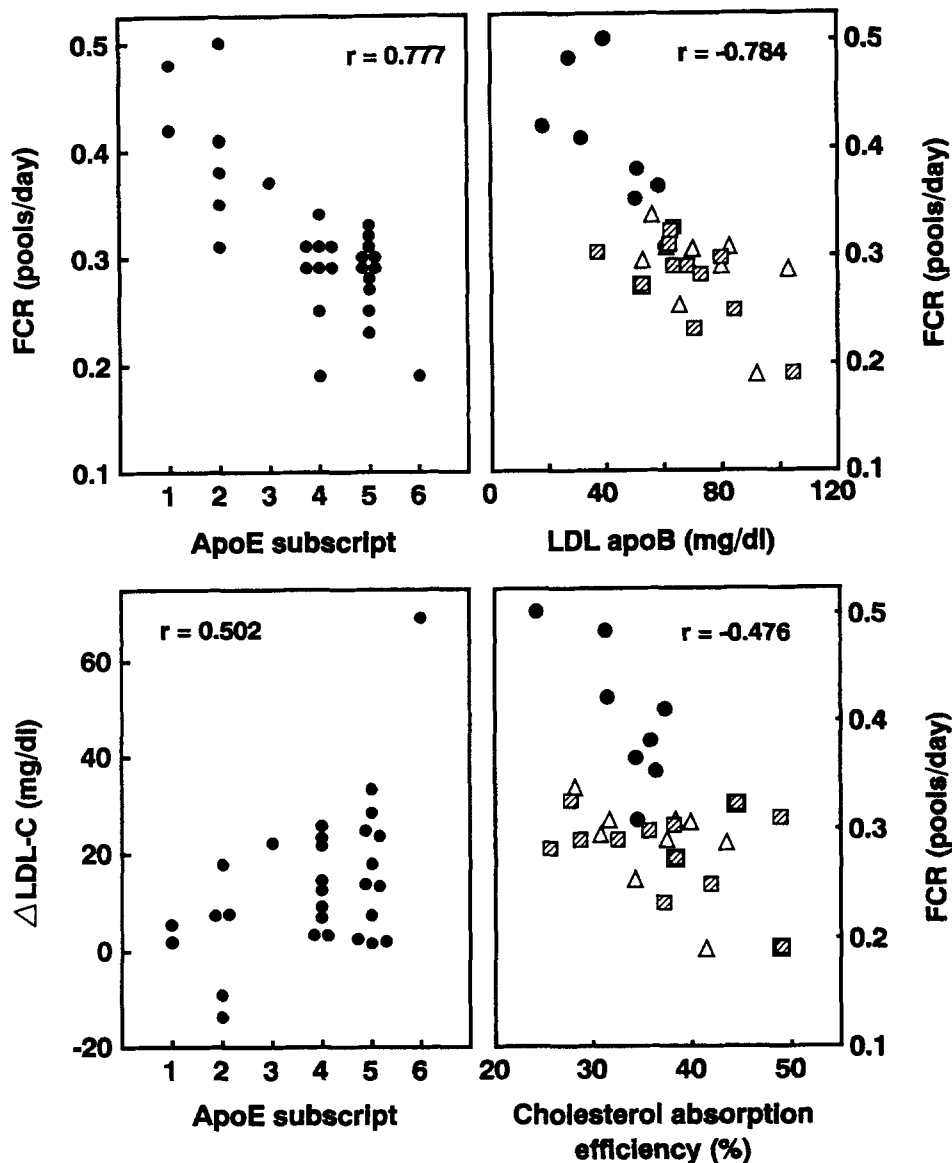 r = 0.777
0.5
0.4
0.3
0.2
0.1
FCR (pools/day)
1 2 3 4 5 6
ApoE subscript
r = -0.784
0.5
0.4
0.3
0.2
0.1
FCR (pools/day)
0 40 80 120
LDL apoB (mg/dl)
r = 0.502
60
40
20
0
-20
△LDL-C (mg/dl)
1 2 3 4 5 6
ApoE subscript
r = -0.476
0.5
0.4
0.3
0.2
0.1
FCR (pools/day)
20 30 40 50
Cholesterol absorption
efficiency (%)